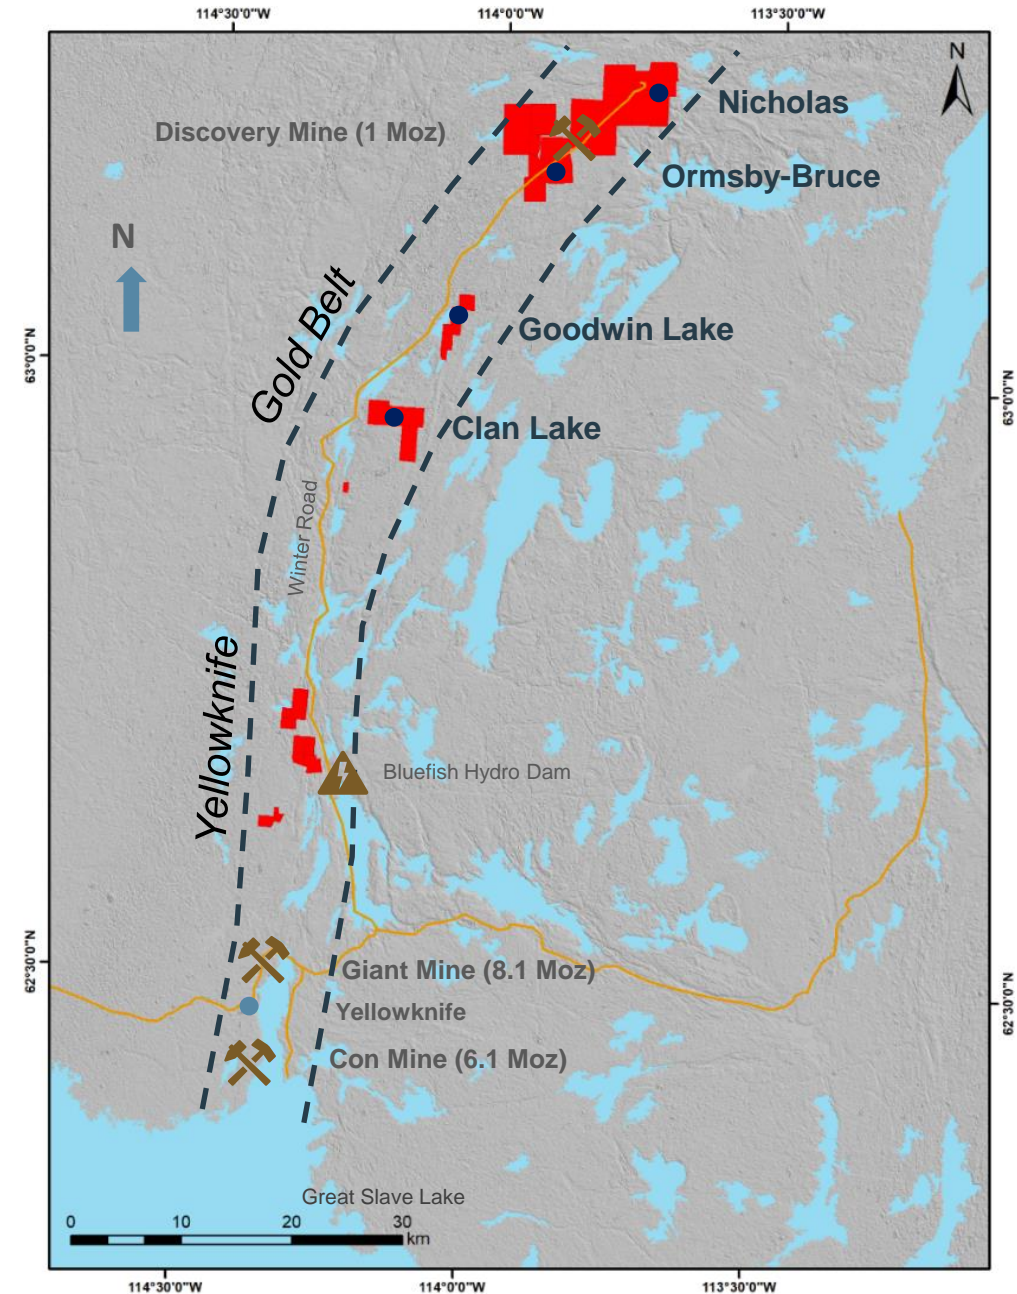 114°30'0"W
114°0'0"W
113°30'0"W
N
Nicholas
Discovery Mine (1 Moz)
Ormsby-Bruce
N
Gold Belt
Goodwin Lake
63°0'0"N
63°0'0"N
Clan Lake
Winter Road
Yellowknife
Bluefish Hydro Dam
62°30'0"N
Giant Mine (8.1 Moz)
62°30'0"N
Yellowknife
Con Mine (6.1 Moz)
Great Slave Lake
0 10 20 30
km
114°30'0"W
114°0'0"W
113°30'0"W